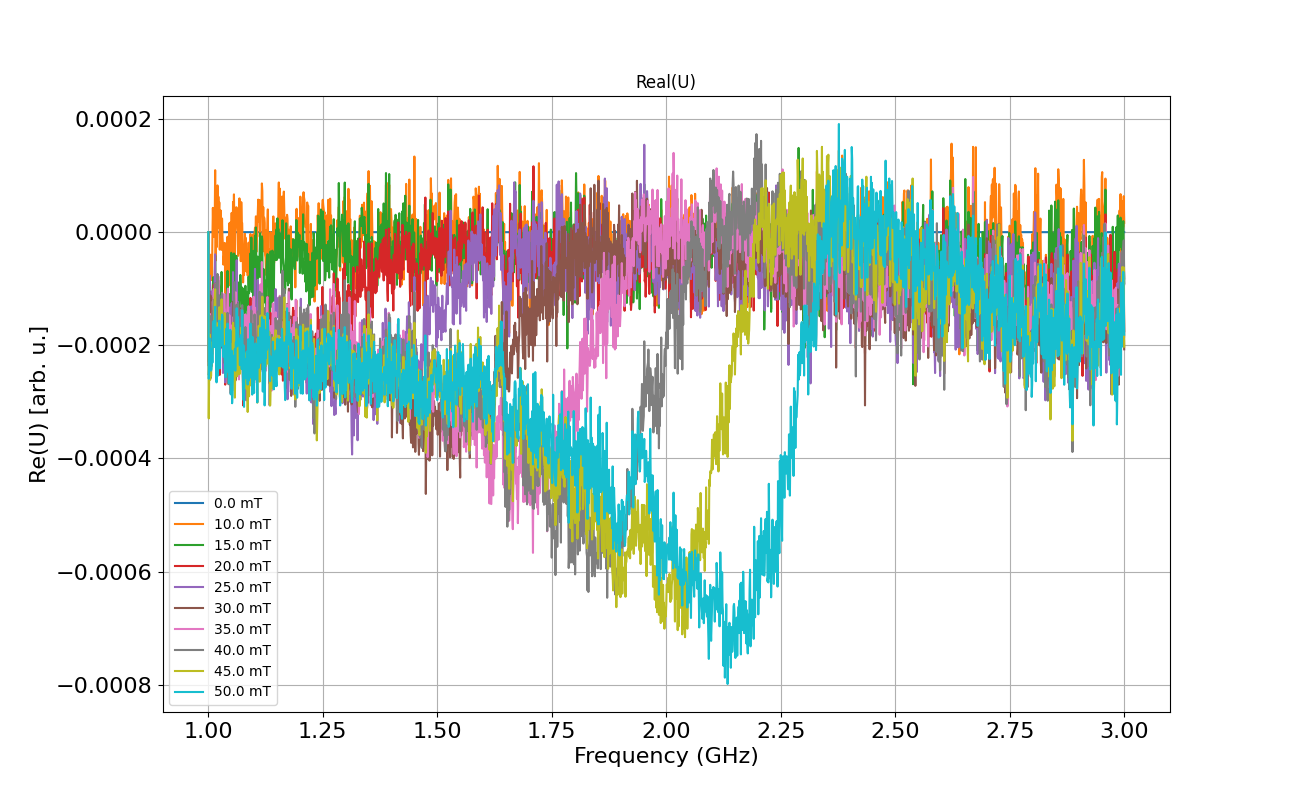 Real(U)
0.0002
0.0000
−0.0002
−0.0004
−0.0006
−0.0008
Re(U) [arb. u.]
0.0 mT
10.0 mT
15.0 mT
20.0 mT
25.0 mT
30.0 mT
35.0 mT
40.0 mT
45.0 mT
50.0 mT
1.00 1.25 1.50 1.75 2.00 2.25 2.50 2.75 3.00
Frequency (GHz)